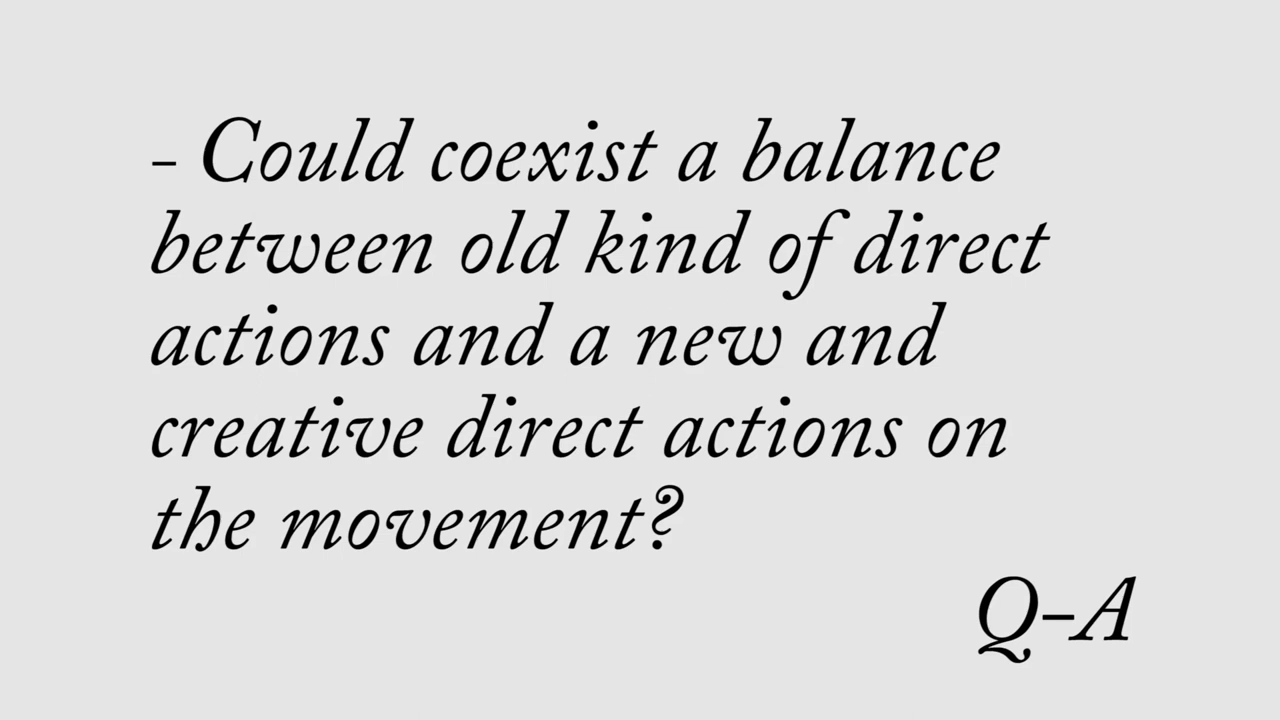 - Could coexist a balance
between old kind of direct
actions and a new and
creative direct actions on
the movement?
Q-A